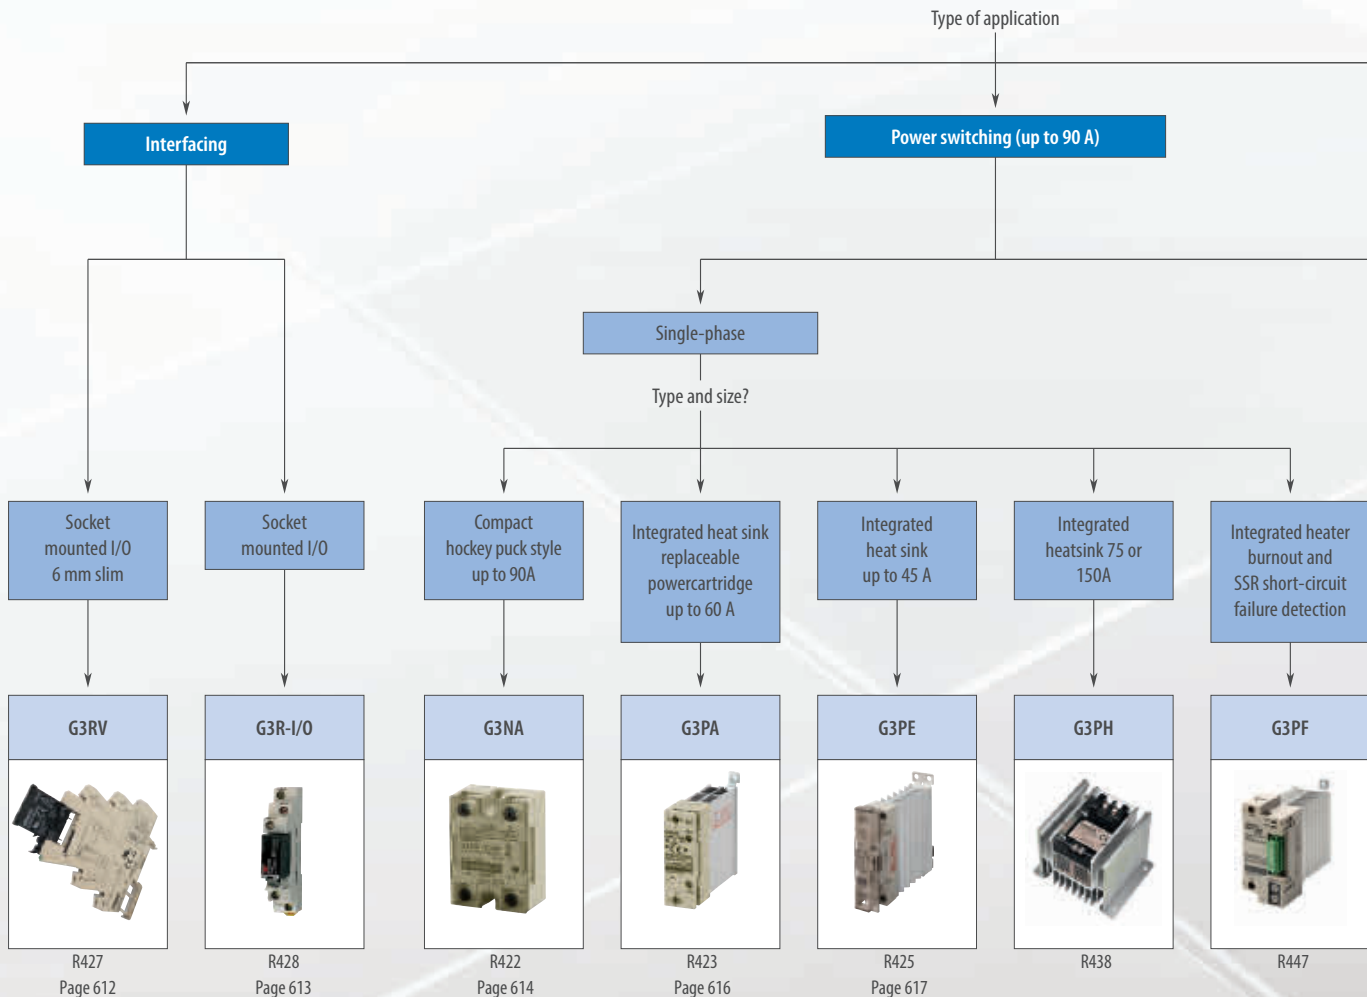 Type of application
Interfacing
Power switching (up to 90 A)
Single-phase
Type and size?
Socket
mounted I/O
6 mm slim
Socket
mounted I/O
Compact
hockey puck style
up to 90A
Integrated heat sink
replaceable
powercartridge
up to 60 A
Integrated
heat sink
up to 45 A
Integrated
heatsink 75 or
150A
Integrated heater
burnout and
SSR short-circuit
failure detection
G3RV
G3R-I/O
G3NA
G3PA
G3PE
G3PH
G3PF
R427
Page 612
R428
Page 613
R422
Page 614
R423
Page 616
R425
Page 617
R438
R447